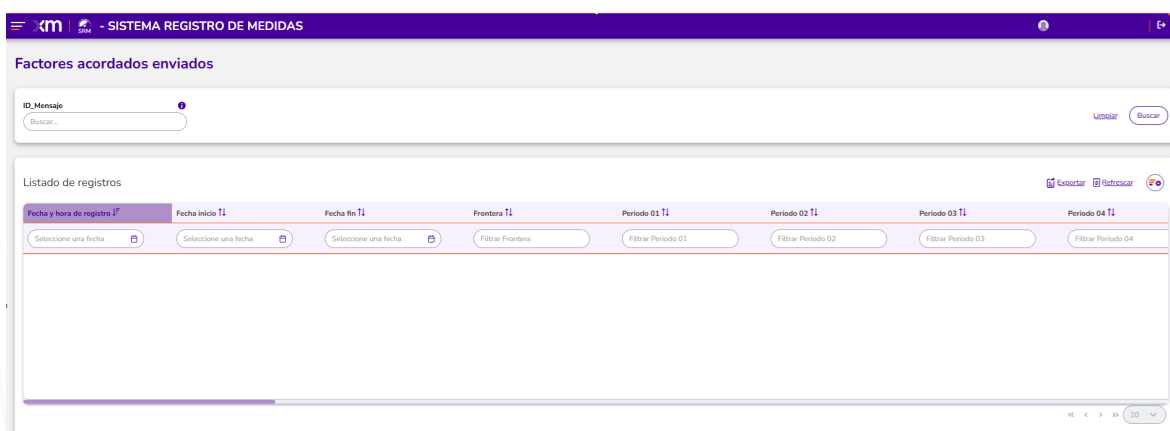 xm SRM - SISTEMA REGISTRO DE MEDIDAS
Factores acordados enviados
ID_Mensaje
Buscar...
Limpiar Buscar
Listado de registros Exportar Refrescar
Fecha y hora de registro Fecha inicio Fecha fin Frontera Periodo 01 Periodo 02 Periodo 03 Periodo 04
Seleccione una fecha Seleccione una fecha Seleccione una fecha Filtrar Frontera Filtrar Periodo 01 Filtrar Periodo 02 Filtrar Periodo 03 Filtrar Periodo 04
10